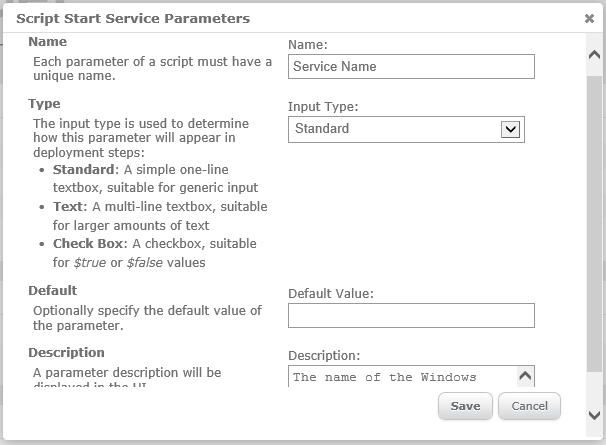 Script Start Service Parameters
Name
Each parameter of a script must have a
unique name.
Name:
Service Name
Type
The input type is used to determine
how this parameter will appear in
deployment steps:
• Standard: A simple one-line
textbox, suitable for generic input
• Text: A multi-line textbox, suitable
for larger amounts of text
• Check Box: A checkbox, suitable
for $true or $false values
Input Type:
Standard
Default
Optionally specify the default value of
the parameter.
Default Value:
Description
A parameter description will be
displayed in the UI
Description:
The name of the Windows
Save
Cancel